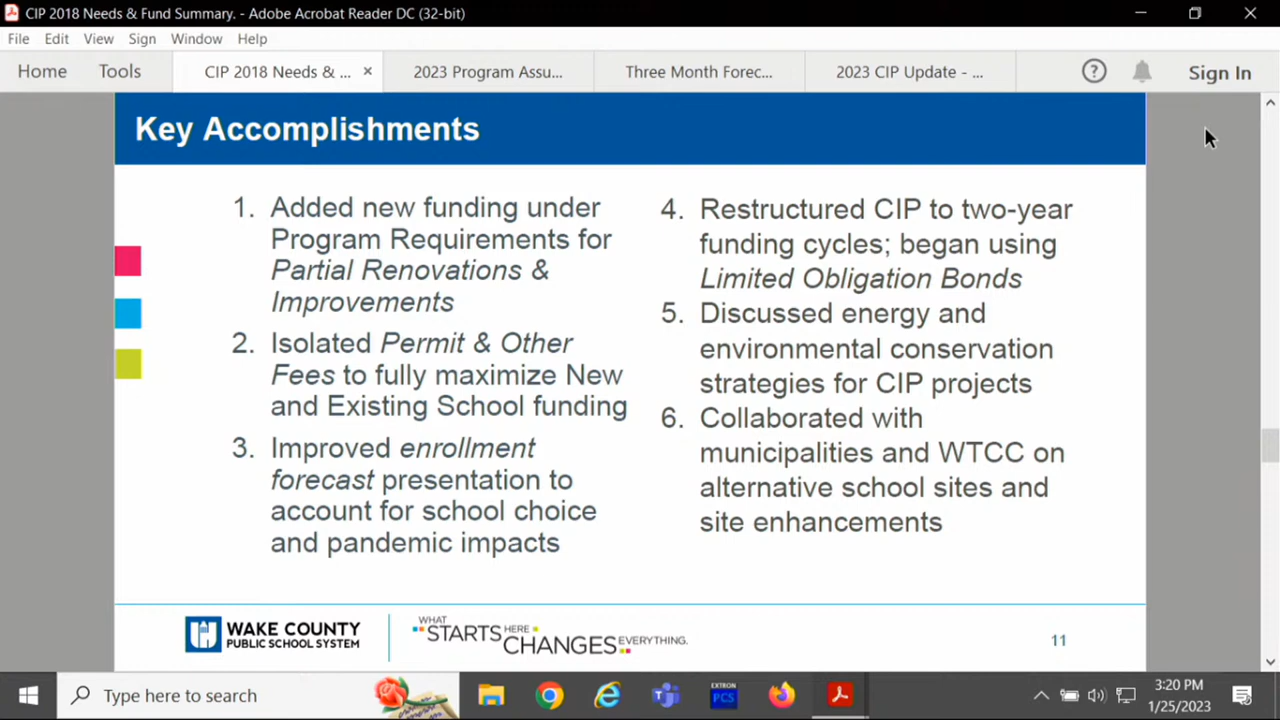 CIP 2018 Needs & Fund Summary. - Adobe Acrobat Reader DC (32-bit)
File Edit View Sign Window Help
Home Tools CIP 2018 Needs & ... × 2023 Program Assu... Three Month Forec... 2023 CIP Update - ... Sign In
Key Accomplishments
1. Added new funding under
Program Requirements for
Partial Renovations &
Improvements
2. Isolated Permit & Other
Fees to fully maximize New
and Existing School funding
3. Improved enrollment
forecast presentation to
account for school choice
and pandemic impacts
4. Restructured CIP to two-year
funding cycles; began using
Limited Obligation Bonds
5. Discussed energy and
environmental conservation
strategies for CIP projects
6. Collaborated with
municipalities and WTCC on
alternative school sites and
site enhancements
WAKE COUNTY
PUBLIC SCHOOL SYSTEM
WHAT
STARTS HERE
CHANGES EVERYTHING.
11
Type here to search
EXTRON
PCS
3:20 PM
1/25/2023